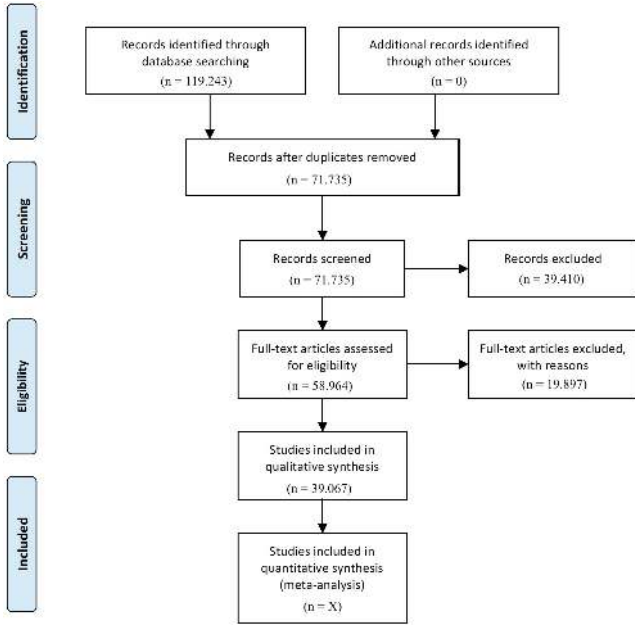 Identification
Records identified through
database searching
(n = 119.243)
Additional records identified
through other sources
(n = 0)
Records after duplicates removed
(n = 71.735)
Screening
Records screened
(n = 71.735)
Records excluded
(n = 39.410)
Eligibility
Full-text articles assessed
for eligibility
(n = 58.964)
Full-text articles excluded,
with reasons
(n = 19.897)
Studies included in
qualitative synthesis
(n = 39.067)
Included
Studies included in
quantitative synthesis
(meta-analysis)
(n = X)